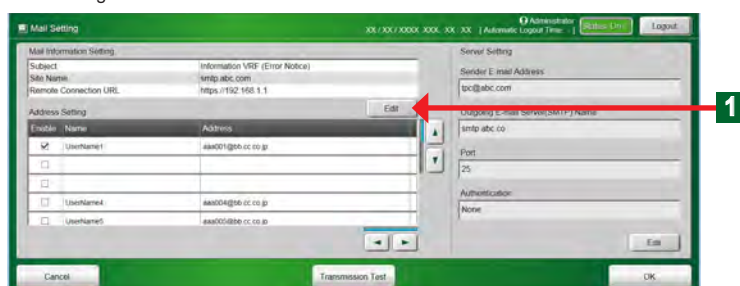 Mail Setting
XX / XX / XXXX XXX, XX : XX | Automatic Logout Time: - |
Administrator
Logout
Mail Information Setting
Subject Information VRF (Error Notice)
Site Name smtp.abc.com
Remote Connection URL https://192.168.1.1
Address Setting
Edit
Enable Name Address
UserName1 aaa001@bb.cc.co.jp
UserName4 aaa004@bb.cc.co.jp
UserName5 aaa005@bb.cc.co.jp
Server Setting
Sender E-mail Address
tpc@abc.com
Outgoing E-mail Server(SMTP) Name
smtp.abc.co
Port
25
Authentication
None
Edit
1
Cancel
Transmission Test
OK